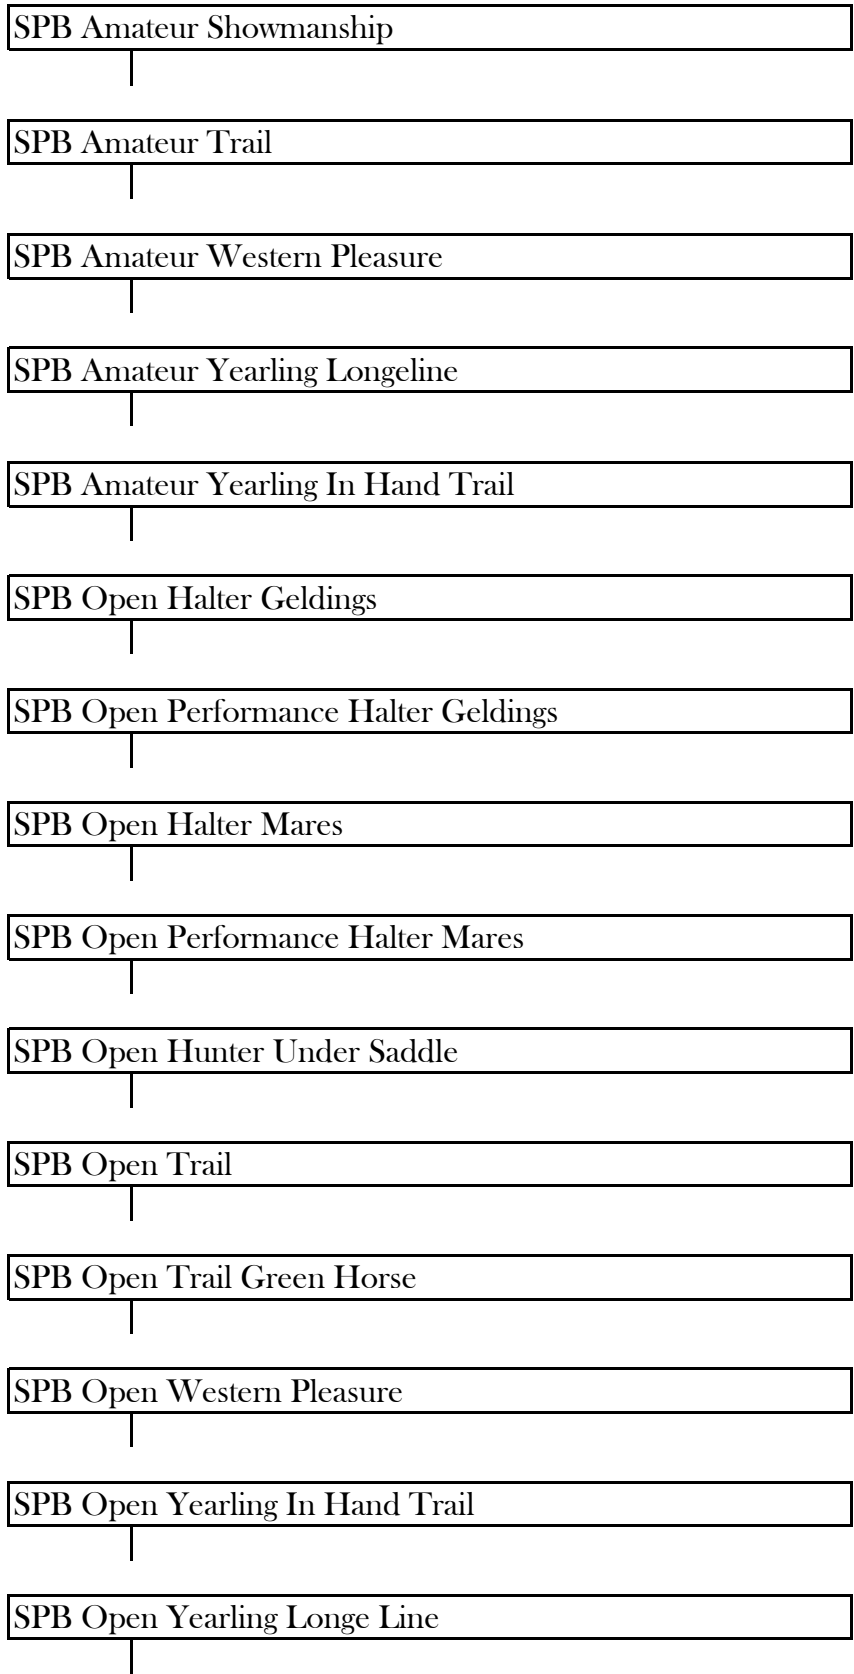 SPB Amateur Showmanship
SPB Amateur Trail
SPB Amateur Western Pleasure
SPB Amateur Yearling Longeline
SPB Amateur Yearling In Hand Trail
SPB Open Halter Geldings
SPB Open Performance Halter Geldings
SPB Open Halter Mares
SPB Open Performance Halter Mares
SPB Open Hunter Under Saddle
SPB Open Trail
SPB Open Trail Green Horse
SPB Open Western Pleasure
SPB Open Yearling In Hand Trail
SPB Open Yearling Longe Line